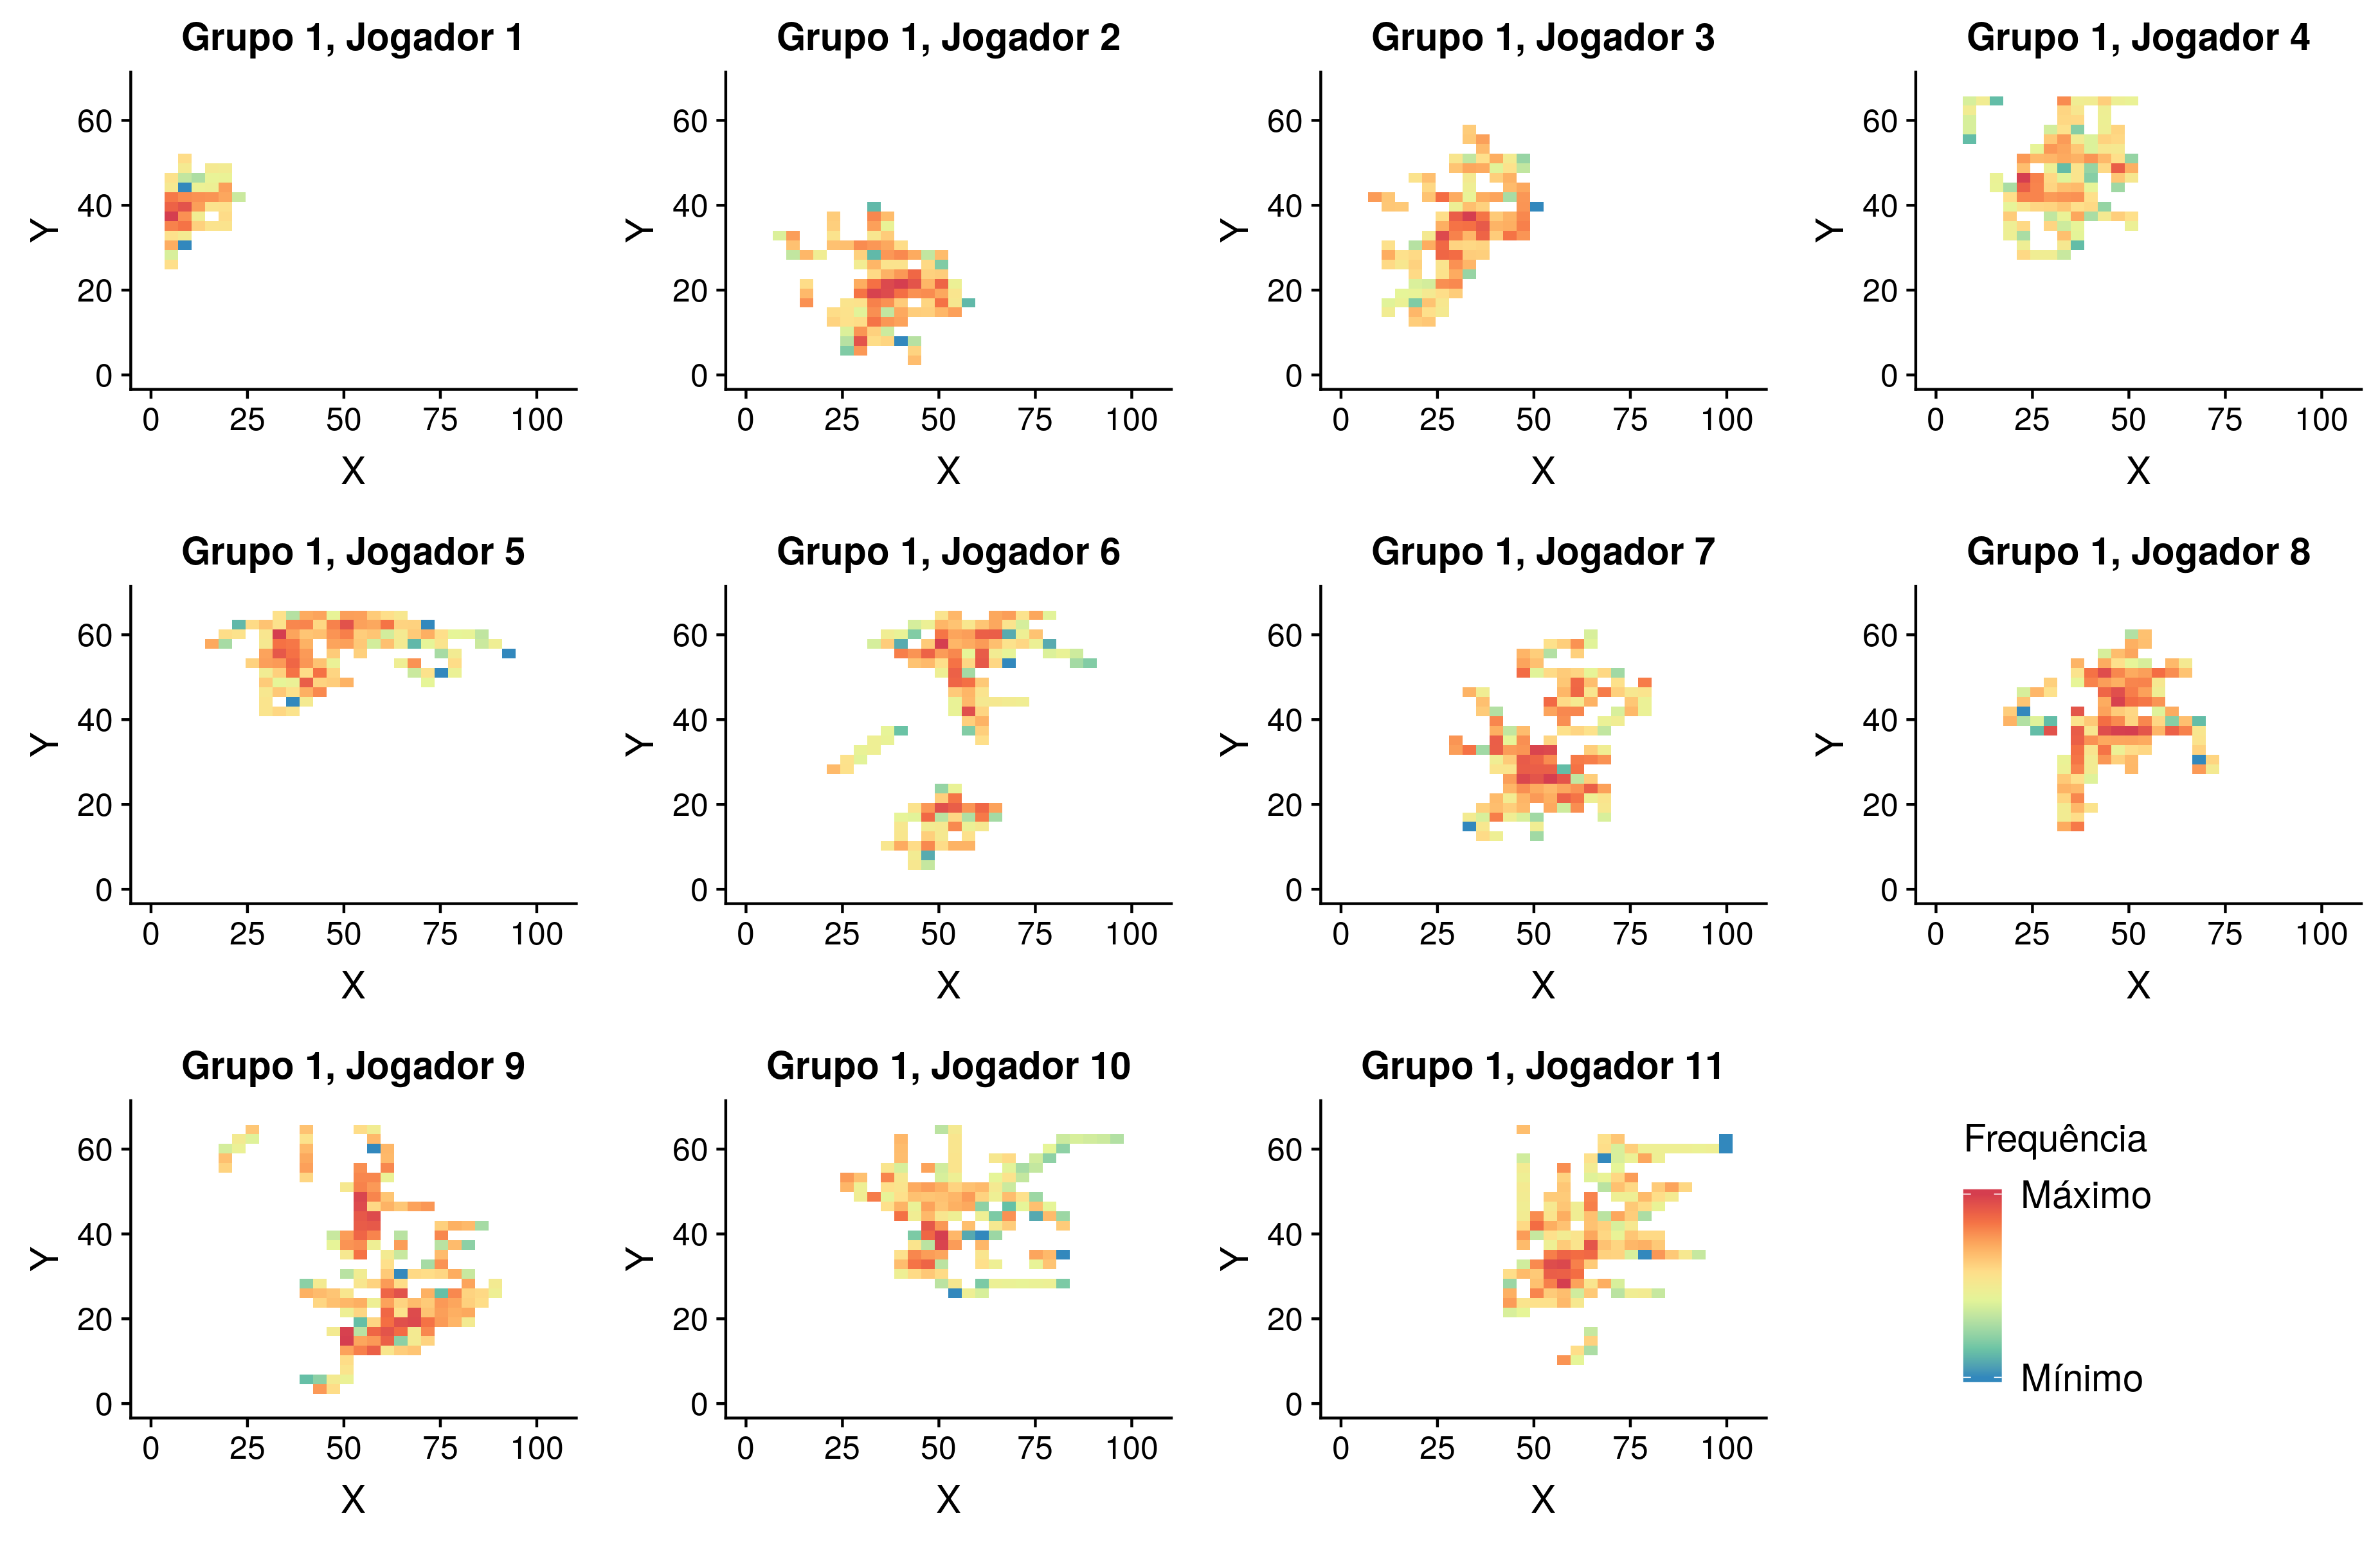 Grupo 1, Jogador 1
Grupo 1, Jogador 2
Grupo 1, Jogador 3
Grupo 1, Jogador 4
60
40
20
0
Y
0 25 50 75 100
X
60
40
20
0
Y
0 25 50 75 100
X
60
40
20
0
Y
0 25 50 75 100
X
60
40
20
0
Y
0 25 50 75 100
X
Grupo 1, Jogador 5
Grupo 1, Jogador 6
Grupo 1, Jogador 7
Grupo 1, Jogador 8
60
40
20
0
Y
0 25 50 75 100
X
60
40
20
0
Y
0 25 50 75 100
X
60
40
20
0
Y
0 25 50 75 100
X
60
40
20
0
Y
0 25 50 75 100
X
Grupo 1, Jogador 9
Grupo 1, Jogador 10
Grupo 1, Jogador 11
60
40
20
0
Y
0 25 50 75 100
X
60
40
20
0
Y
0 25 50 75 100
X
60
40
20
0
Y
0 25 50 75 100
X
Frequência
Máximo
Mínimo